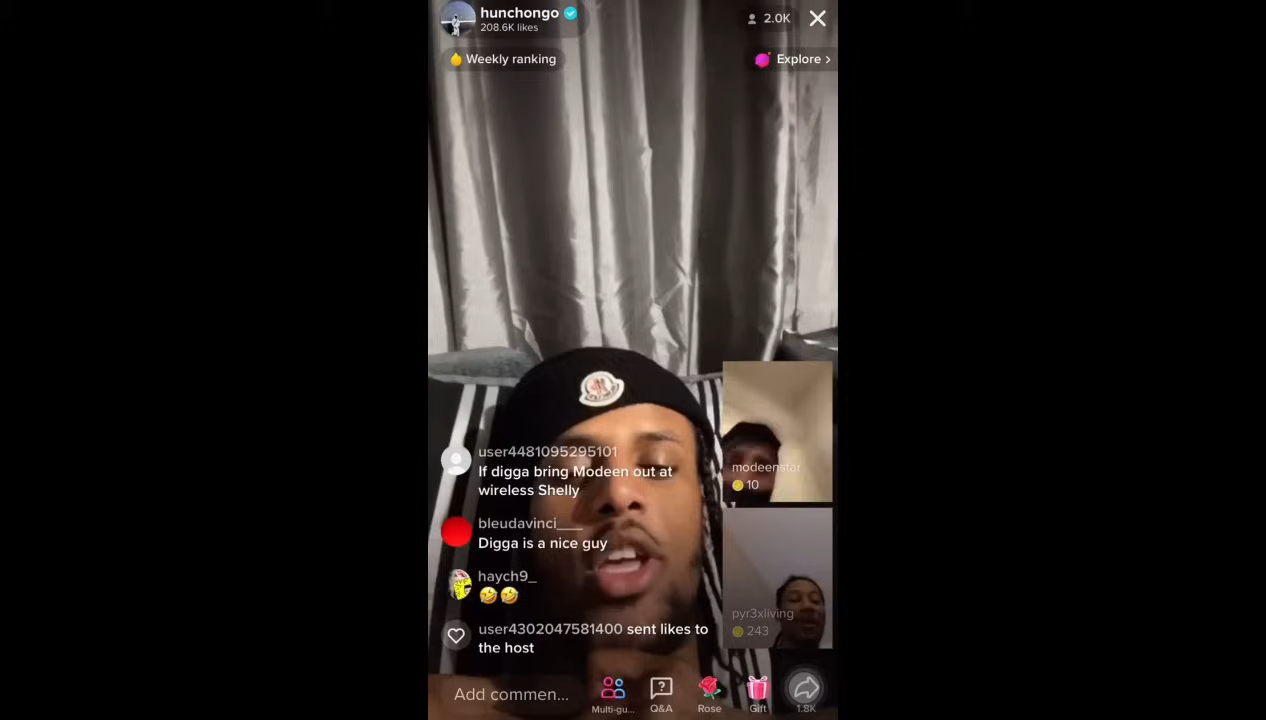 hunchongo
208.6K likes
2.0K
Weekly ranking
Explore >
user4481095295101
If digga bring Modeen out at
wireless Shelly
modeenstar
10
bleudavinci___
Digga is a nice guy
haych9_
🤣🤣
pyr3xliving
243
user4302047581400 sent likes to
the host
Add commen...
Multi-gu...
Q&A
Rose
Gift
1.8K